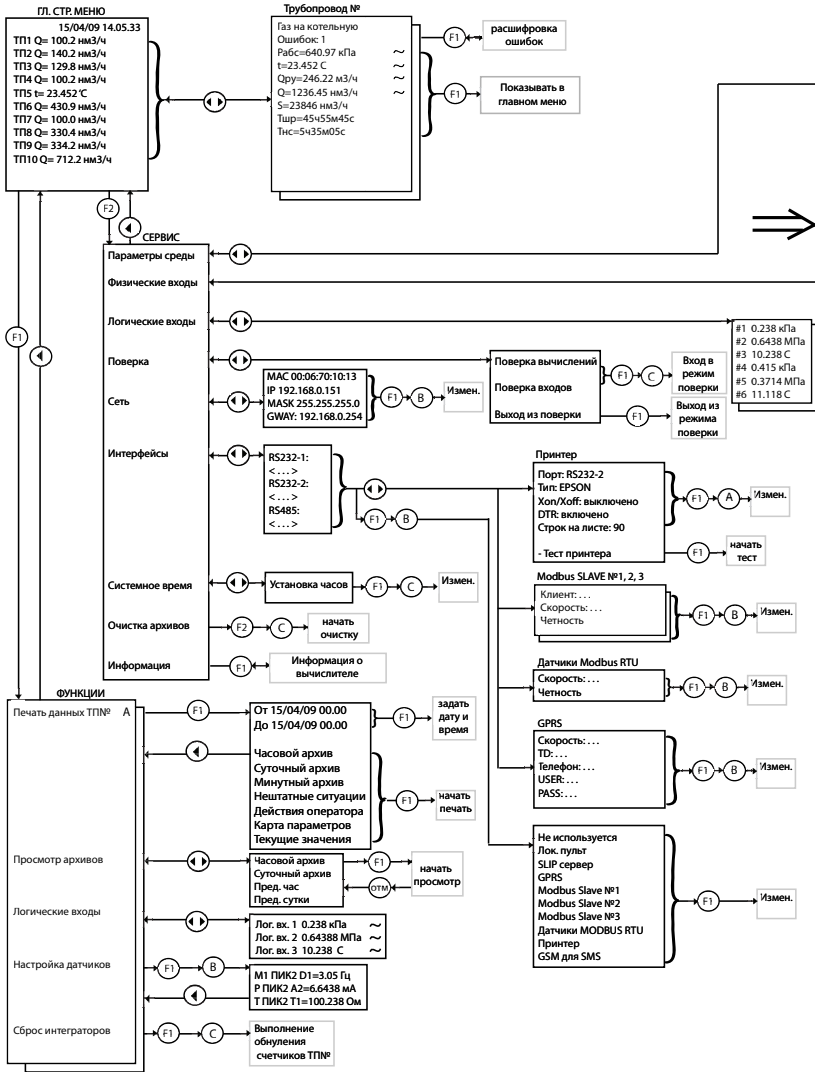 ГЛ. СТР. МЕНЮ
15/04/09 14.05.33
ТП1 Q= 100.2 нм3/ч
ТП2 Q= 140.2 нм3/ч
ТП3 Q= 129.8 нм3/ч
ТП4 Q= 100.2 нм3/ч
ТП5 t= 23.452 ̊C
ТП6 Q= 430.9 нм3/ч
ТП7 Q= 100.0 нм3/ч
ТП8 Q= 330.4 нм3/ч
ТП9 Q= 334.2 нм3/ч
ТП10 Q= 712.2 нм3/ч
Трубопровод №
Газ на котельную
Ошибок: 1
Рабс=640.97 кПа ~
t=23.452 С ~
Qру=246.22 м3/ч ~
Q=1236.45 нм3/ч ~
S=23846 нм3/ч
Тшр=45ч55м45с
Тнс=5ч35м05с
F1
расшифровка
ошибок
F1
Показывать в
главном меню
F2
F1
СЕРВИС
Параметры среды
Физические входы
Логические входы
#1 0.238 кПа
#2 0.6438 МПа
#3 10.238 С
#4 0.415 кПа
#5 0.3714 МПа
#6 11.118 С
Поверка
Поверка вычислений
Поверка входов
Выход из поверки
F1
С
Вход в
режим
поверки
F1
Выход из
режима
поверки
Сеть
MAC 00:06:70:10:13
IP 192.168.0.151
MASK 255.255.255.0
GWAY: 192.168.0.254
F1
В
Измен.
Интерфейсы
RS232-1:
< . . . >
RS232-2:
< . . . >
RS485:
< . . . >
F1
В
Принтер
Порт: RS232-2
Тип: EPSON
Xon/Xoff: выключено
DTR: включено
Строк на листе: 90
- Тест принтера
F1
А
Измен.
F1
начать
тест
Modbus SLAVE №1, 2, 3
Клиент: . . .
Скорость: . . .
Четность
F1
В
Измен.
Датчики Modbus RTU
Скорость: . . .
Четность
F1
В
Измен.
GPRS
Скорость: . . .
TD: . . .
Телефон: . . .
USER: . . .
PASS: . . .
F1
В
Измен.
Не используется
Лок. пульт
SLIP сервер
GPRS
Modbus Slave №1
Modbus Slave №2
Modbus Slave №3
Датчики MODBUS RTU
Принтер
GSM для SMS
F1
Измен.
Системное время
Установка часов
F1
С
Измен.
Очистка архивов
F2
С
начать
очистку
Информация
F1
Информация о
вычислителе
ФУНКЦИИ
Печать данных ТП№ А
F1
От 15/04/09 00.00
До 15/04/09 00.00
Часовой архив
Суточный архив
Минутный архив
Нештатные ситуации
Действия оператора
Карта параметров
Текущие значения
F1
задать
дату и
время
F1
начать
печать
Просмотр архивов
Часовой архив
Суточный архив
Пред. час
Пред. сутки
F1
ОТМ
начать
просмотр
Логические входы
Лог. вх. 1 0.238 кПа ~
Лог. вх. 2 0.64388 МПа ~
Лог. вх. 3 10.238 С ~
Настройка датчиков
F1
В
М1 ПИК2 D1=3.05 Гц
Р ПИК2 А2=6.6438 мА
Т ПИК2 Т1=100.238 Ом
Сброс интеграторов
F1
С
Выполнение
обнуления
счетчиков ТП№